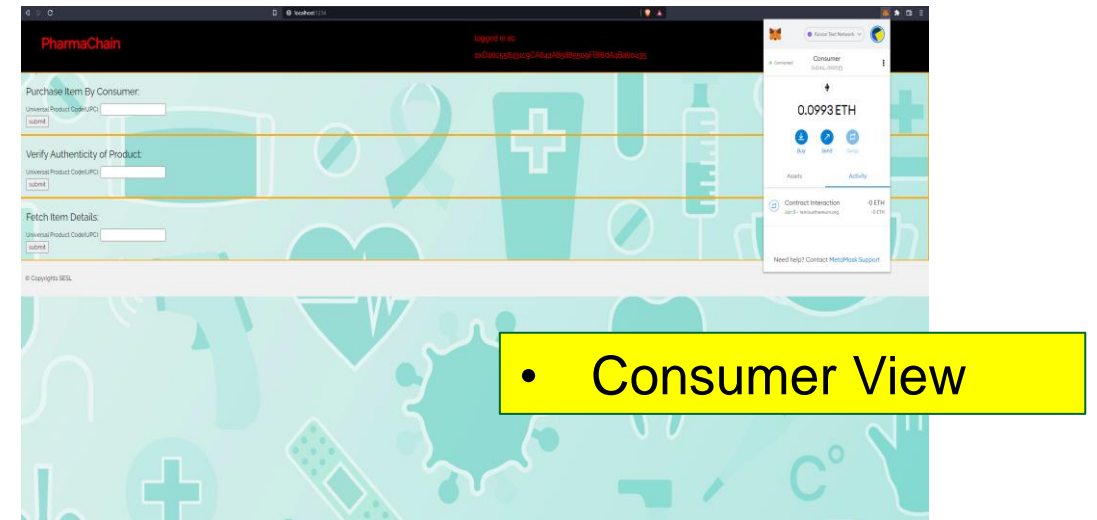 localhost:1234
PharmaChain
logged in as:
Kovan Test Network
Connected
Consumer
0.0993 ETH
Buy
Send
Swap
Assets
Activity
Contract Interaction
-0 ETH
-0 ETH
Need help? Contact MetaMask Support
Purchase Item By Consumer:
Universal Product Code(UPC)
submit
Verify Authenticity of Product:
Universal Product Code(UPC)
submit
Fetch Item Details:
Universal Product Code(UPC)
submit
© Copyrights SESL
• Consumer View
C°